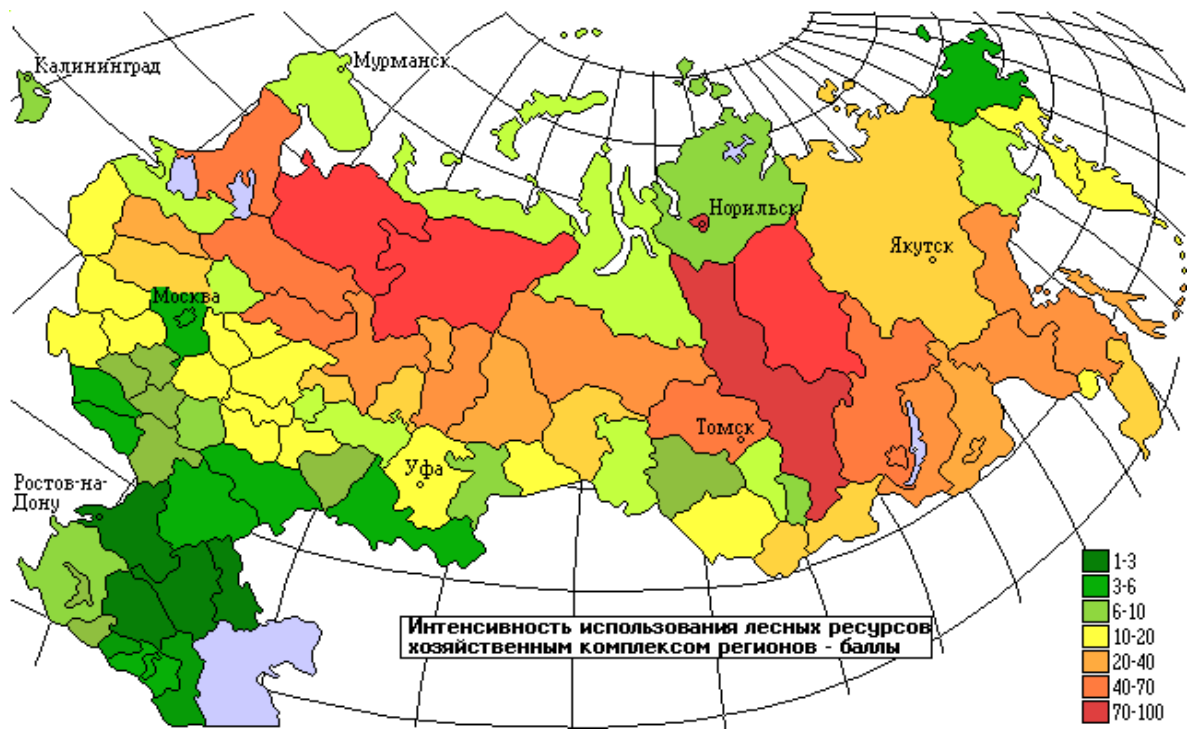 Калининград
Мурманск
Норильск
Якутск
Москва
Томск
Уфа
Ростов-на-
Дону
1-3
3-6
6-10
10-20
20-40
40-70
70-100
Интенсивность использования лесных ресурсов
хозяйственным комплексом регионов - баллы